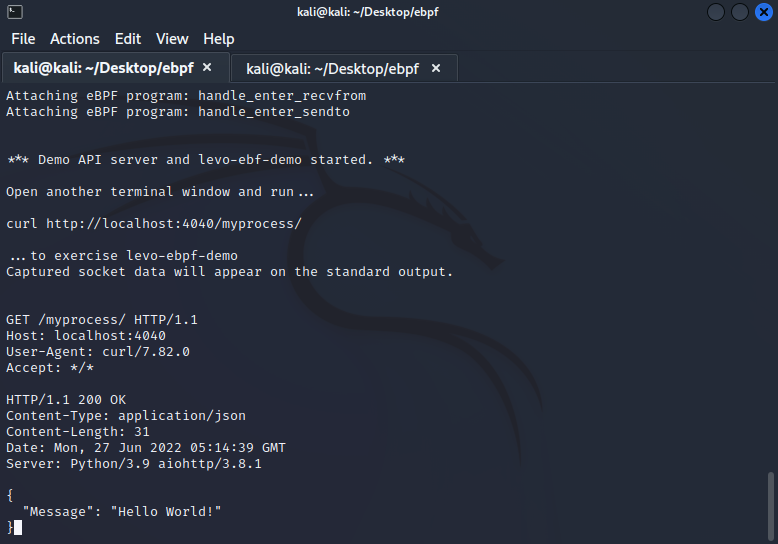 kali@kali: ~/Desktop/ebpf
File Actions Edit View Help
kali@kali: ~/Desktop/ebpf × kali@kali: ~/Desktop/ebpf ×
Attaching eBPF program: handle_enter_recvfrom
Attaching eBPF program: handle_enter_sendto
*** Demo API server and levo-ebf-demo started. ***
Open another terminal window and run...
curl http://localhost:4040/myprocess/
...to exercise levo-ebpf-demo
Captured socket data will appear on the standard output.
GET /myprocess/ HTTP/1.1
Host: localhost:4040
User-Agent: curl/7.82.0
Accept: */*
HTTP/1.1 200 OK
Content-Type: application/json
Content-Length: 31
Date: Mon, 27 Jun 2022 05:14:39 GMT
Server: Python/3.9 aiohttp/3.8.1
{
  "Message": "Hello World!"
}